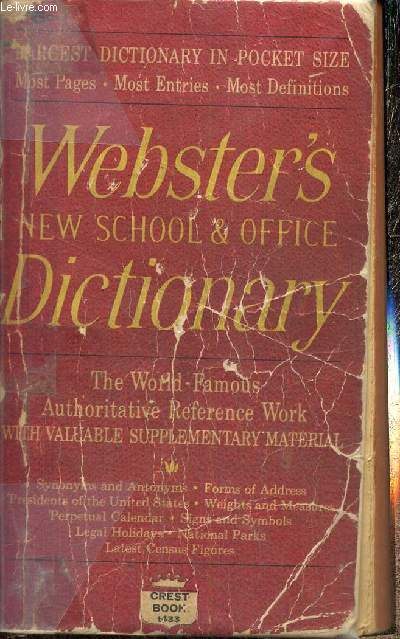 Le-livre.com
LARGEST DICTIONARY IN POCKET SIZE
Most Pages • Most Entries • Most Definitions
Webster's
NEW SCHOOL & OFFICE
Dictionary
The World-Famous
Authoritative Reference Work
WITH VALUABLE SUPPLEMENTARY MATERIAL
Synonyms and Antonyms • Forms of Address
Presidents of the United States • Weights and Measures
Perpetual Calendar • Signs and Symbols
Legal Holidays • National Parks
Latest Census Figures
CREST
BOOK